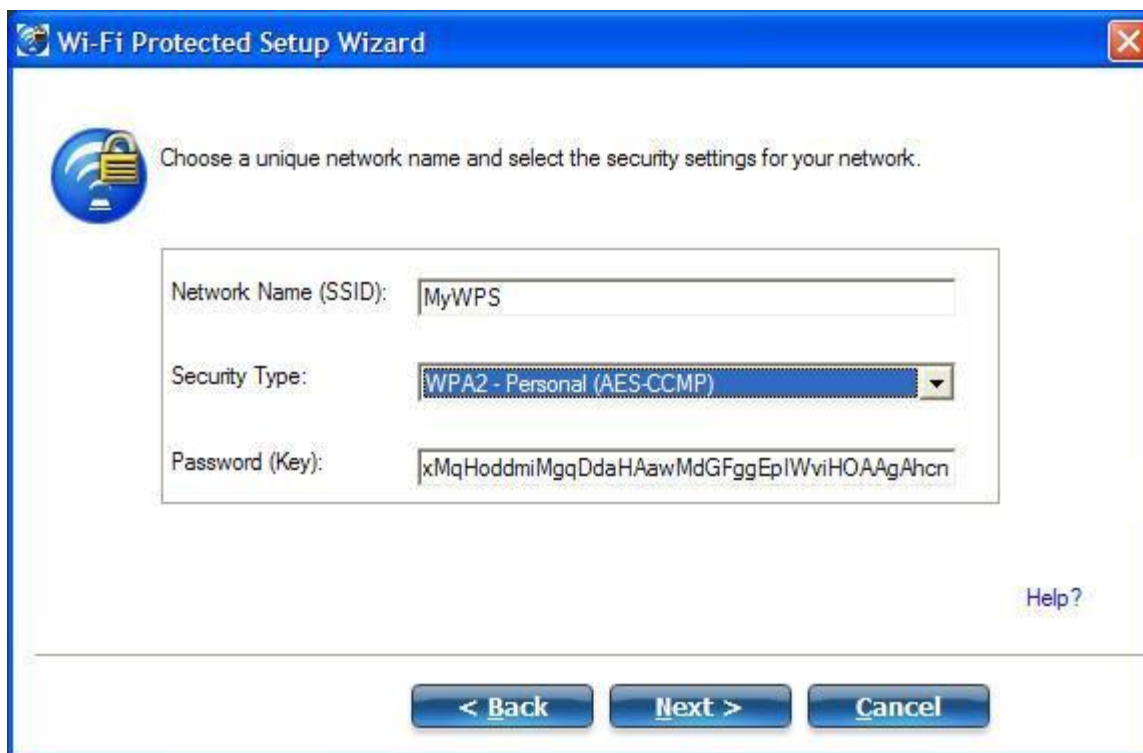 Wi-Fi Protected Setup Wizard
Choose a unique network name and select the security settings for your network.
Network Name (SSID): MyWPS
Security Type: WPA2 - Personal (AES-CCMP)
Password (Key): xMqHoddmiMgqDdaHAawMdGFggEpIWviHOAAgAhcn
Help?
< Back Next > Cancel